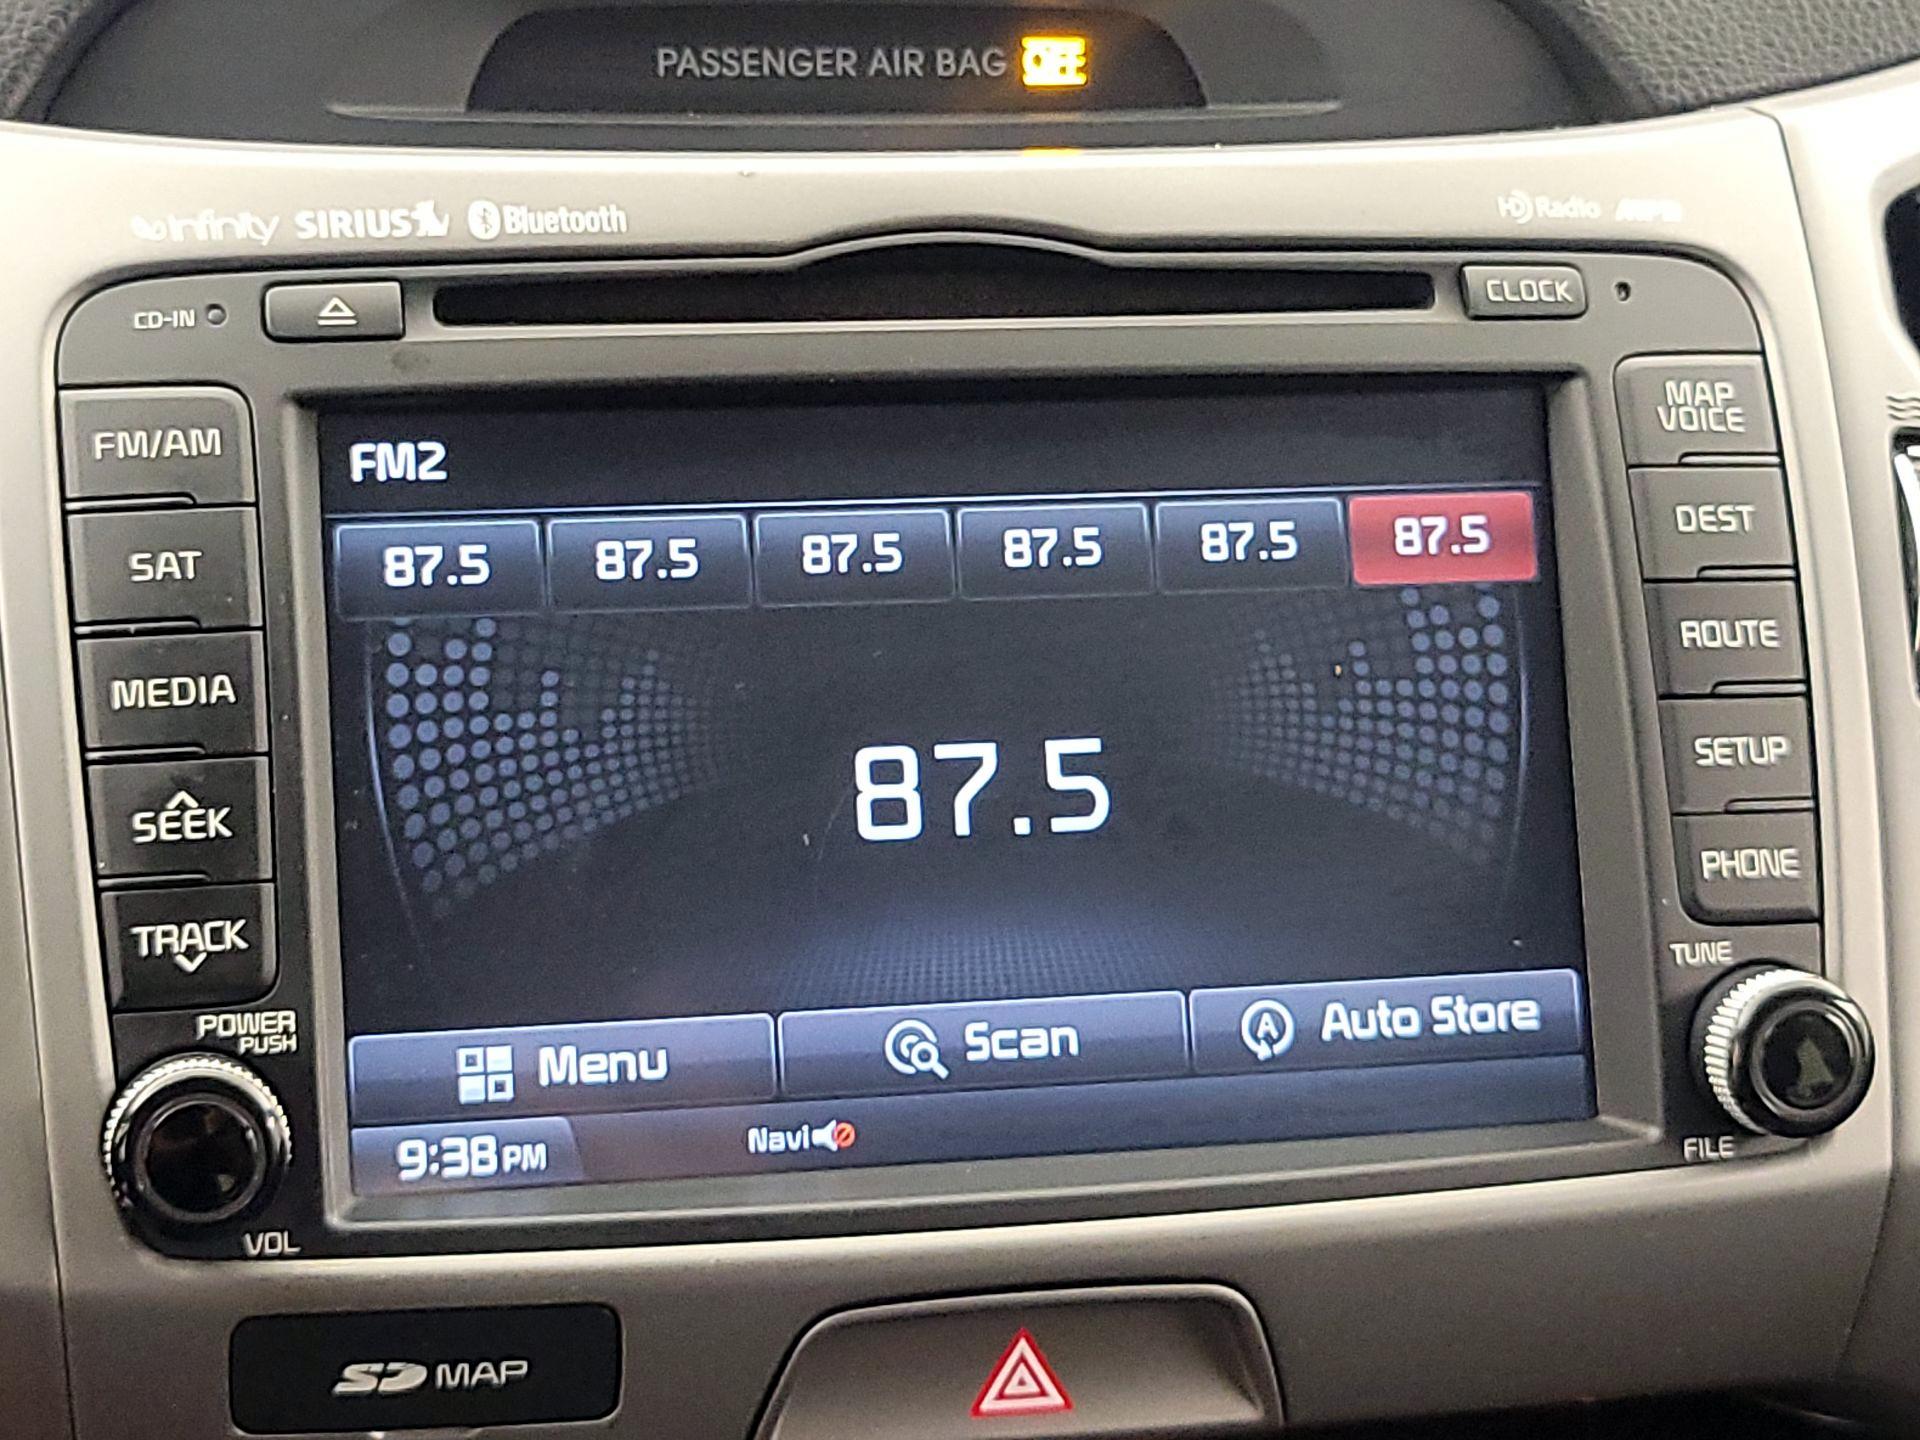 PASSENGER AIR BAG OFF
infinity SIRIUS Bluetooth
HD Radio MP3
CD-IN
CLOCK
FM/AM
SAT
MEDIA
SEEK
TRACK
POWER
PUSH
VOL
FM2
87.5 87.5 87.5 87.5 87.5 87.5
87.5
Menu Scan Auto Store
9:38 PM Navi
MAP
VOICE
DEST
ROUTE
SETUP
PHONE
TUNE
FILE
SD MAP